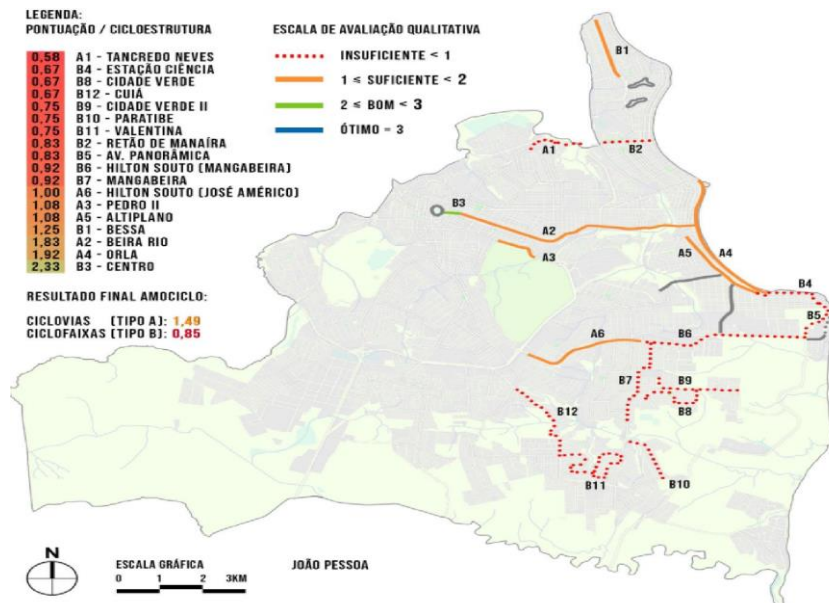 LEGENDA:
PONTUAÇÃO / CICLOESTRUTURA
0,58 A1 - TANCREDO NEVES
0,67 B4 - ESTAÇÃO CIÊNCIA
0,67 B8 - CIDADE VERDE
0,67 B12 - CUIÁ
0,75 B9 - CIDADE VERDE II
0,75 B10 - PARATIBE
0,75 B11 - VALENTINA
0,83 B2 - RETÃO DE MANAÍRA
0,83 B5 - AV. PANORÂMICA
0,92 B6 - HILTON SOUTO (MANGABEIRA)
0,92 B7 - MANGABEIRA
1,00 A6 - HILTON SOUTO (JOSÉ AMÉRICO)
1,08 A3 - PEDRO II
1,08 A5 - ALTIPLANO
1,25 B1 - BESSA
1,83 A2 - BEIRA RIO
1,92 A4 - ORLA
2,33 B3 - CENTRO
RESULTADO FINAL AMOCICLO:
CICLOVIAS (TIPO A): 1,49
CICLOFAIXAS (TIPO B): 0,85
ESCALA DE AVALIAÇÃO QUALITATIVA
INSUFICIENTE < 1
1 ≤ SUFICIENTE < 2
2 ≤ BOM < 3
ÓTIMO = 3
B1
A1
B2
B3
A2
A3
A5
A4
B4
B5
A6
B6
B7
B9
B8
B12
B11
B10
N
ESCALA GRÁFICA
0 1 2 3KM
JOÃO PESSOA